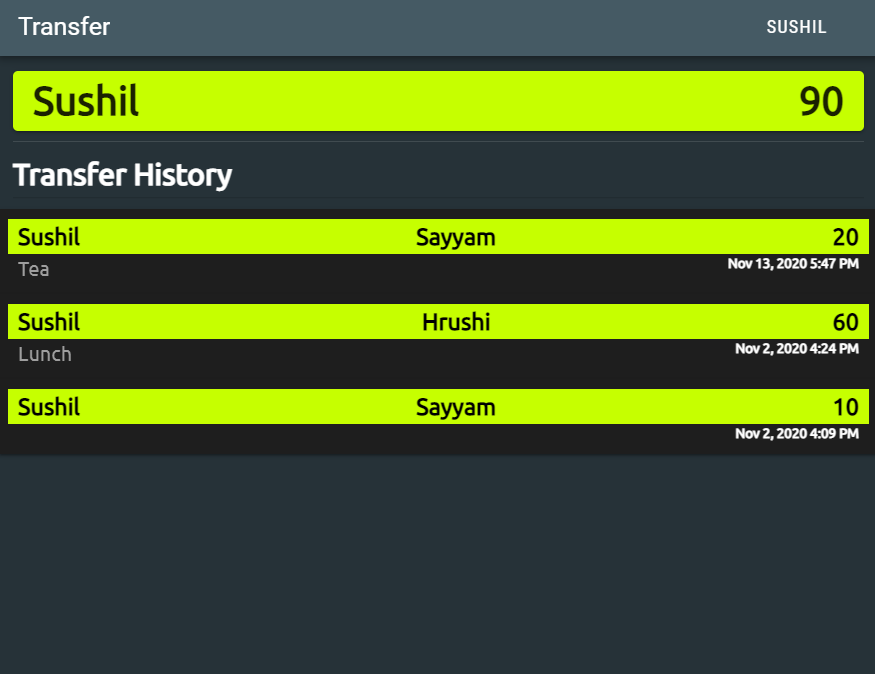 Transfer SUSHIL
Sushil 90
Transfer History
Sushil Sayyam 20
Tea Nov 13, 2020 5:47 PM
Sushil Hrushi 60
Lunch Nov 2, 2020 4:24 PM
Sushil Sayyam 10
Nov 2, 2020 4:09 PM